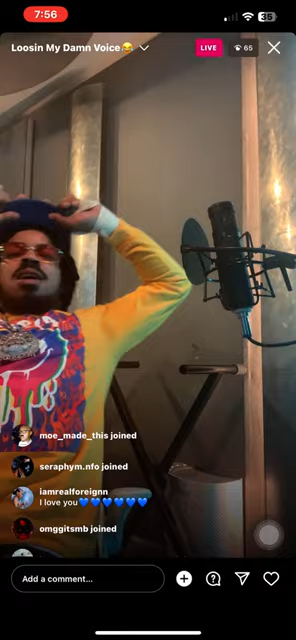 7:56
35
Loosin My Damn Voice😂
LIVE
65
moe_made_this joined
seraphym.nfo joined
iamrealforeignn
I love you💙💙💙💙💙💙💙
omggitsmb joined
Add a comment...